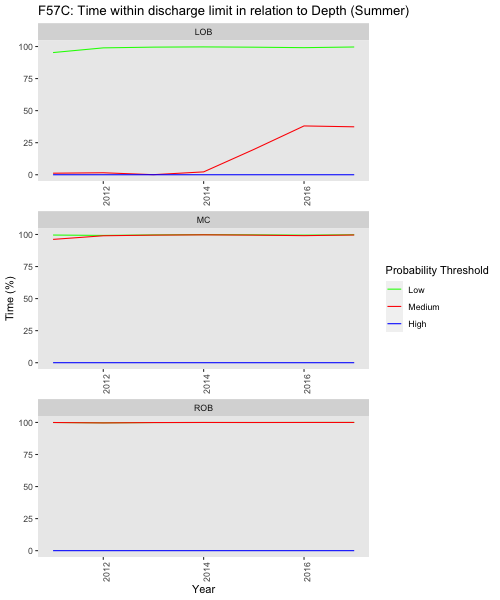 F57C: Time within discharge limit in relation to Depth (Summer)
LOB
100
75
50
25
0
2012
2014
2016
MC
100
75
50
25
0
2012
2014
2016
ROB
100
75
50
25
0
2012
2014
2016
Time (%)
Year
Probability Threshold
Low
Medium
High